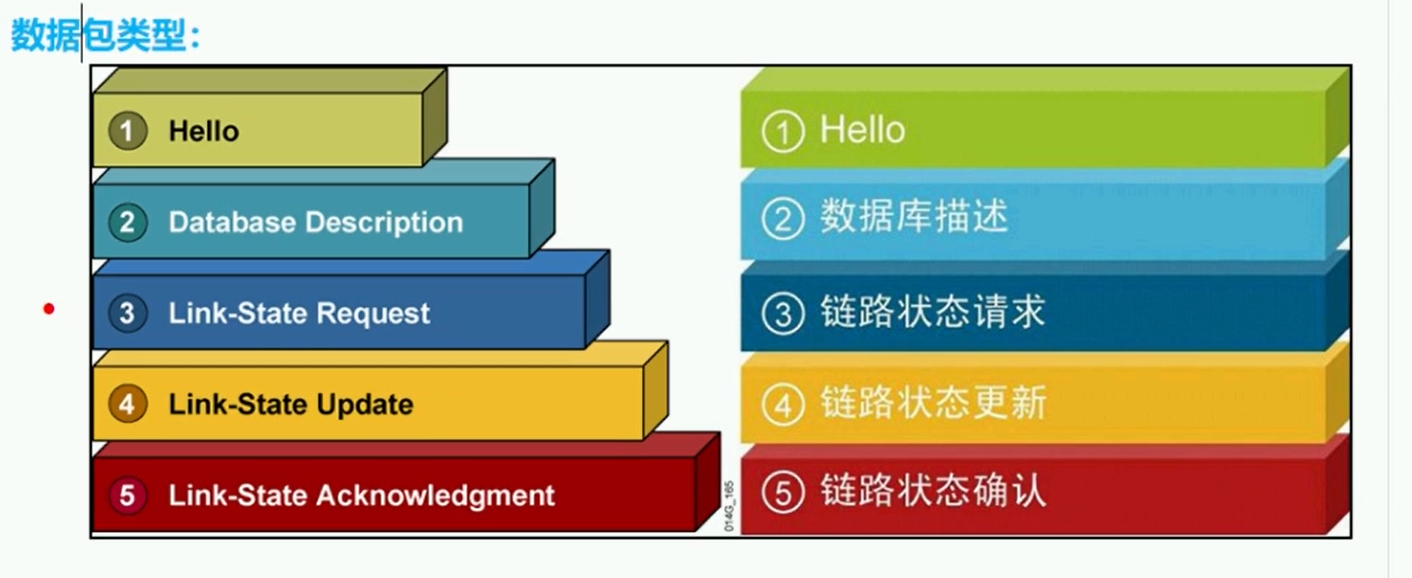 数据包类型：
1 Hello
2 Database Description
3 Link-State Request
4 Link-State Update
5 Link-State Acknowledgment
014G_165
① Hello
② 数据库描述
③ 链路状态请求
④ 链路状态更新
⑤ 链路状态确认